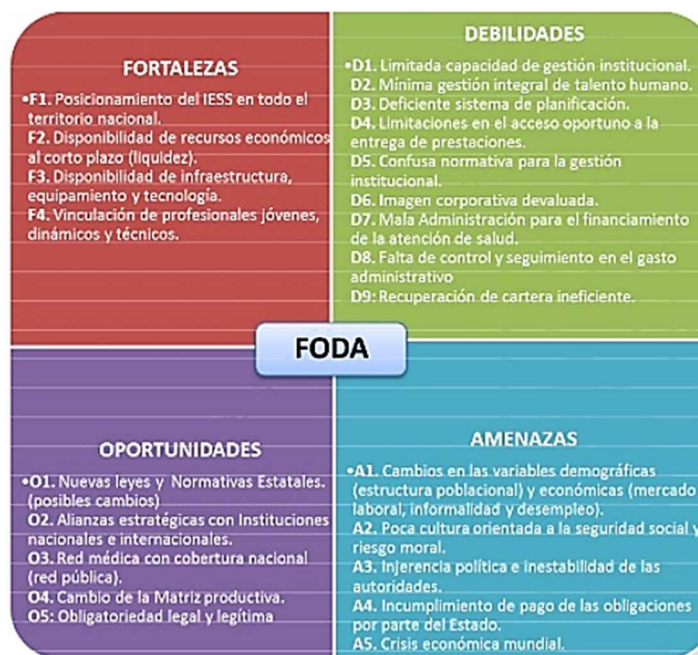 FORTALEZAS
•F1. Posicionamiento del IESS en todo el
territorio nacional.
F2. Disponibilidad de recursos económicos
al corto plazo (liquidez).
F3. Disponibilidad de infraestructura,
equipamiento y tecnología.
F4. Vinculación de profesionales jóvenes,
dinámicos y técnicos.
DEBILIDADES
•D1. Limitada capacidad de gestión institucional.
D2. Mínima gestión integral de talento humano.
D3. Deficiente sistema de planificación.
D4. Limitaciones en el acceso oportuno a la
entrega de prestaciones.
D5. Confusa normativa para la gestión
institucional.
D6. Imagen corporativa devaluada.
D7. Mala Administración para el financiamiento
de la atención de salud.
D8. Falta de control y seguimiento en el gasto
administrativo
D9: Recuperación de cartera ineficiente.
FODA
OPORTUNIDADES
•O1. Nuevas leyes y Normativas Estatales.
(posibles cambios)
O2. Alianzas estratégicas con Instituciones
nacionales e internacionales.
O3. Red médica con cobertura nacional
(red pública).
O4. Cambio de la Matriz productiva.
O5: Obligatoriedad legal y legítima
AMENAZAS
•A1. Cambios en las variables demográficas
(estructura poblacional) y económicas (mercado
laboral, informalidad y desempleo).
A2. Poca cultura orientada a la seguridad social y
riesgo moral.
A3. Injerencia política e inestabilidad de las
autoridades.
A4. Incumplimiento de pago de las obligaciones
por parte del Estado.
A5. Crisis económica mundial.